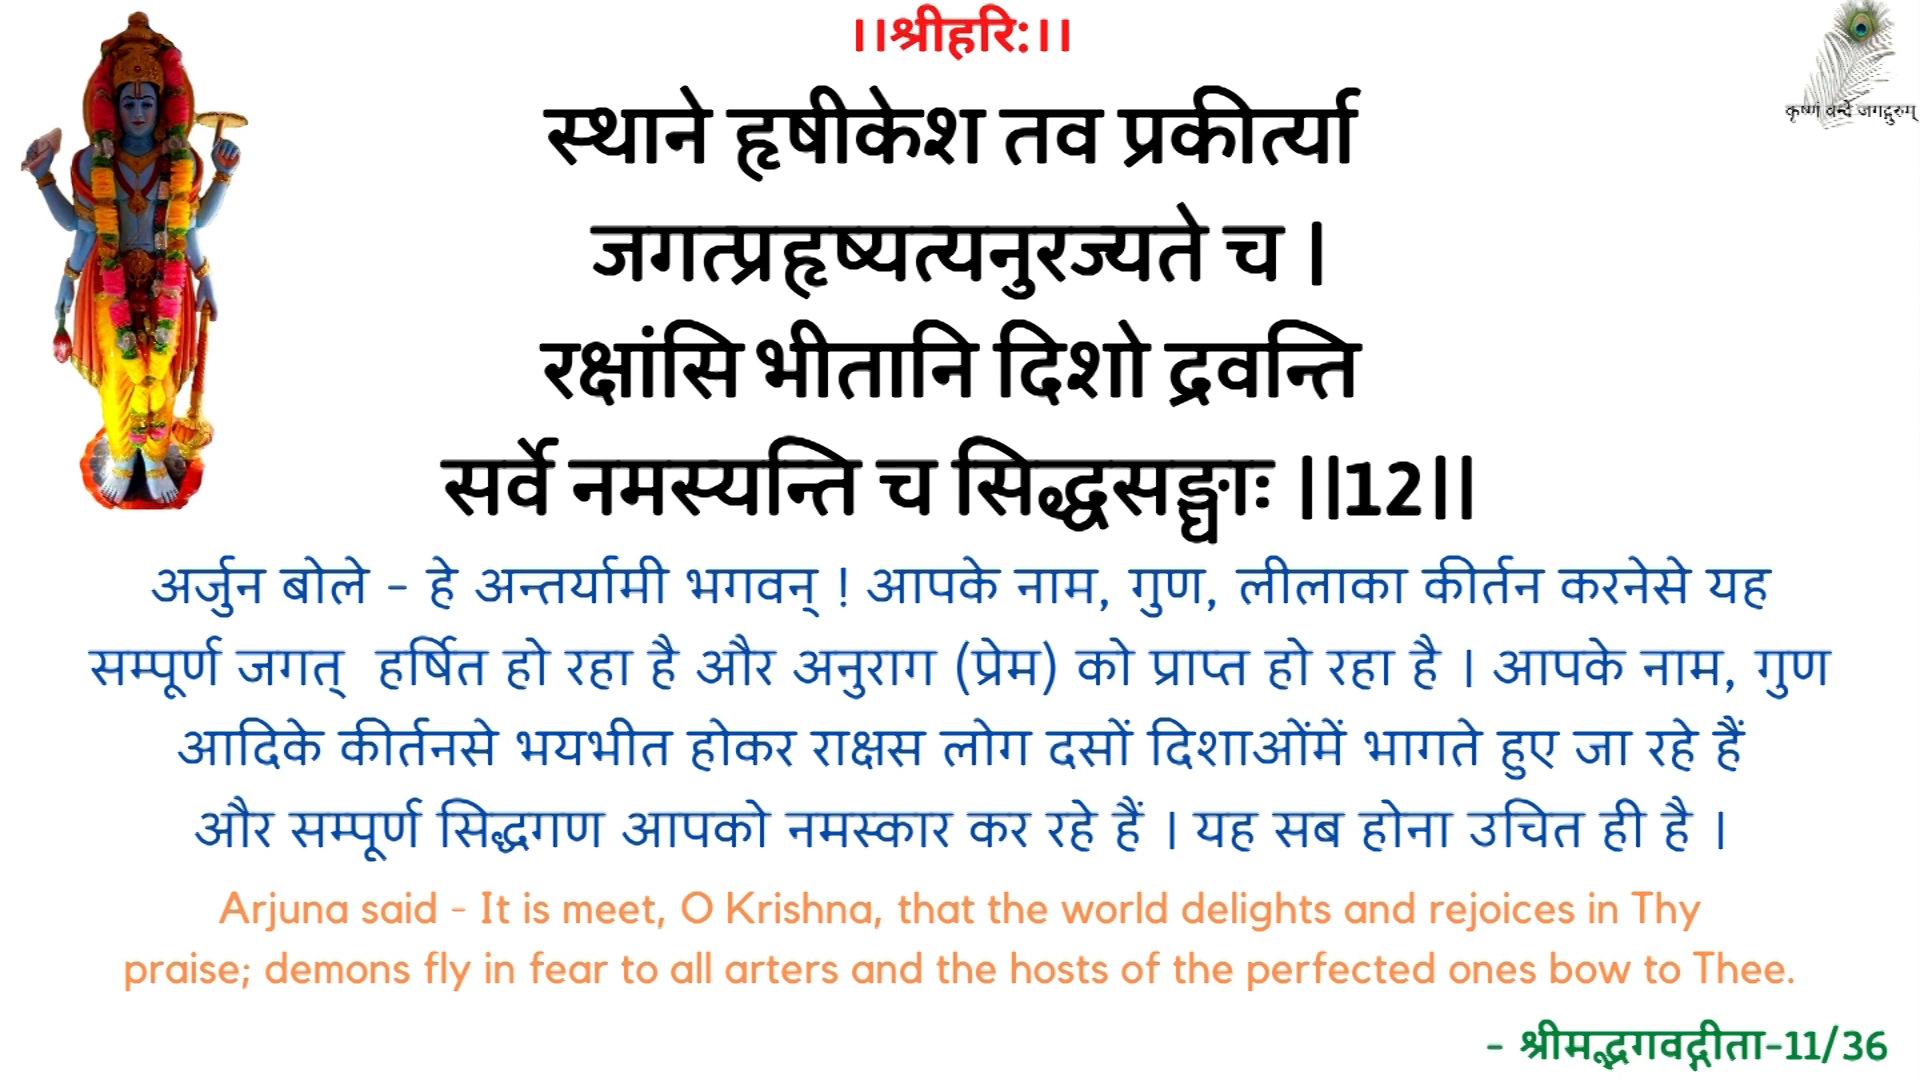 ।।श्रीहरि:।।
कृष्णं वन्दे जगद्गुरुम्
स्थाने हृषीकेश तव प्रकीर्त्या
जगत्प्रहृष्यत्यनुरज्यते च |
रक्षांसि भीतानि दिशो द्रवन्ति
सर्वे नमस्यन्ति च सिद्धसङ्घाः ||12||
अर्जुन बोले - हे अन्तर्यामी भगवन् ! आपके नाम, गुण, लीलाका कीर्तन करनेसे यह
सम्पूर्ण जगत् हर्षित हो रहा है और अनुराग (प्रेम) को प्राप्त हो रहा है | आपके नाम, गुण
आदिके कीर्तनसे भयभीत होकर राक्षस लोग दसों दिशाओंमें भागते हुए जा रहे हैं
और सम्पूर्ण सिद्धगण आपको नमस्कार कर रहे हैं | यह सब होना उचित ही है |
Arjuna said - It is meet, O Krishna, that the world delights and rejoices in Thy
praise; demons fly in fear to all arters and the hosts of the perfected ones bow to Thee.
- श्रीमद्भगवद्गीता-11/36